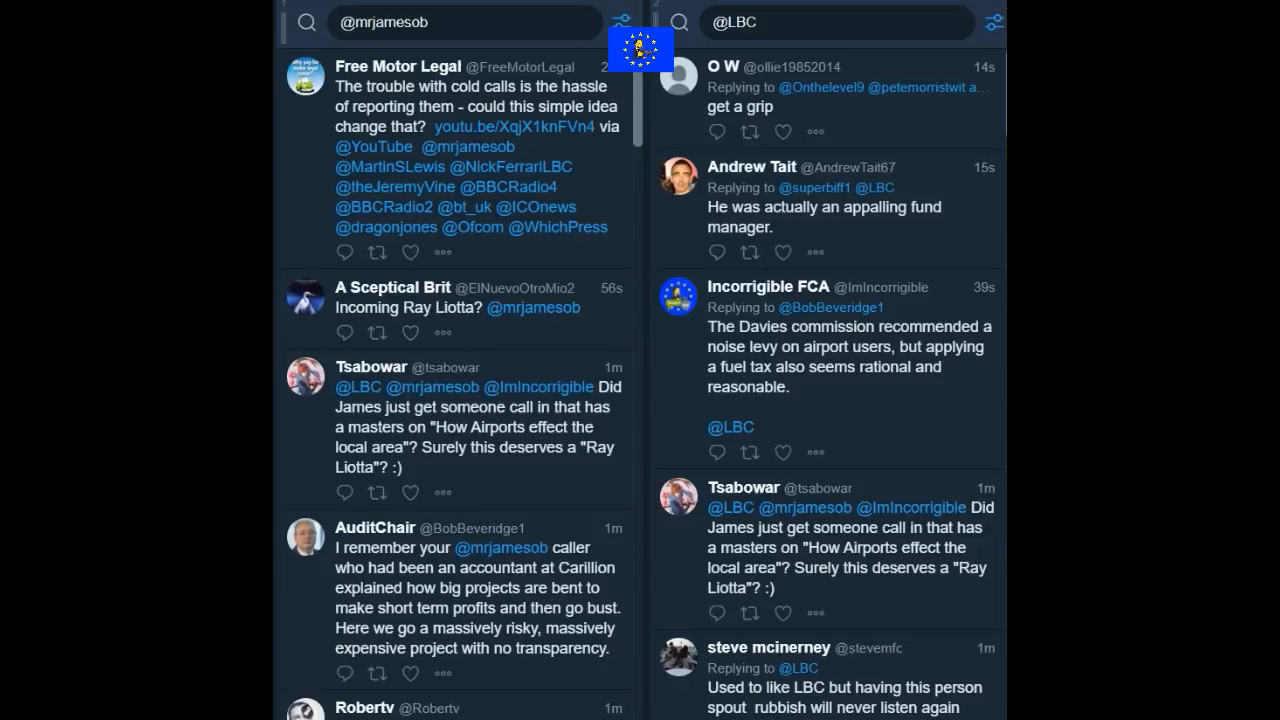 @mrjamesob
Free Motor Legal @FreeMotorLegal
The trouble with cold calls is the hassle
of reporting them - could this simple idea
change that? youtu.be/XqjX1knFVn4 via
@YouTube @mrjamesob
@MartinSLewis @NickFerrariLBC
@theJeremyVine @BBCRadio4
@BBCRadio2 @bt_uk @ICOnews
@dragonjones @Ofcom @WhichPress
A Sceptical Brit @ElNuevoOtroMio2 56s
Incoming Ray Liotta? @mrjamesob
Tsabowar @tsabowar 1m
@LBC @mrjamesob @ImIncorrigible Did
James just get someone call in that has
a masters on "How Airports effect the
local area"? Surely this deserves a "Ray
Liotta"? :)
AuditChair @BobBeveridge1 1m
I remember your @mrjamesob caller
who had been an accountant at Carillion
explained how big projects are bent to
make short term profits and then go bust.
Here we go a massively risky, massively
expensive project with no transparency.
Robertv @Robertv 1m
@LBC
O W @ollie19852014 14s
Replying to @Onthelevel9 @petemorristwit a...
get a grip
Andrew Tait @AndrewTait67 15s
Replying to @superbiff1 @LBC
He was actually an appalling fund
manager.
Incorrigible FCA @ImIncorrigible 39s
Replying to @BobBeveridge1
The Davies commission recommended a
noise levy on airport users, but applying
a fuel tax also seems rational and
reasonable.
@LBC
Tsabowar @tsabowar 1m
@LBC @mrjamesob @ImIncorrigible Did
James just get someone call in that has
a masters on "How Airports effect the
local area"? Surely this deserves a "Ray
Liotta"? :)
steve mcinerney @stevemfc 1m
Replying to @LBC
Used to like LBC but having this person
spout rubbish will never listen again